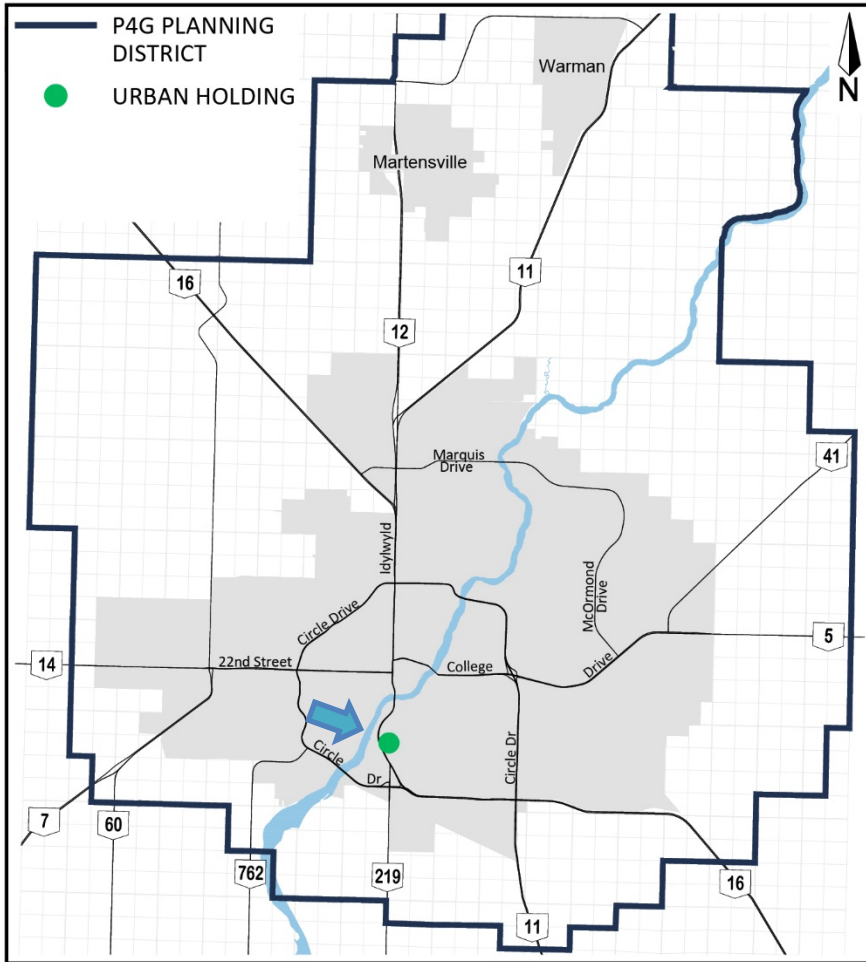 P4G PLANNING
DISTRICT
URBAN HOLDING
N
Warman
Martensville
16
11
12
41
Marquis
Drive
Idylwyld
McOrmond
Drive
Circle Drive
5
14
22nd Street
College
Drive
Circle
Dr
Circle Dr
7
60
762
219
16
11